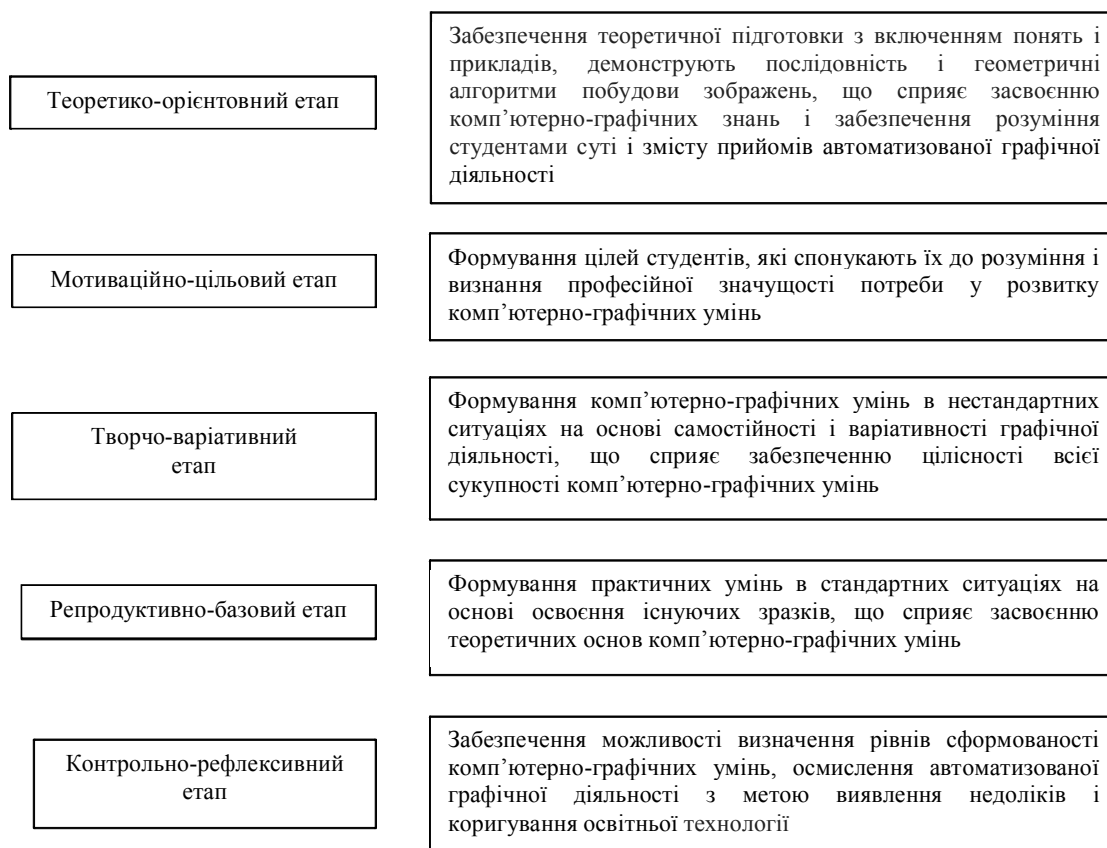 Теоретико-орієнтовний етап
Забезпечення теоретичної підготовки з включенням понять і
прикладів, демонструють послідовність і геометричні
алгоритми побудови зображень, що сприяє засвоєнню
комп’ютерно-графічних знань і забезпечення розуміння
студентами суті і змісту прийомів автоматизованої графічної
діяльності
Мотиваційно-цільовий етап
Формування цілей студентів, які спонукають їх до розуміння і
визнання професійної значущості потреби у розвитку
комп’ютерно-графічних умінь
Творчо-варіативний
етап
Формування комп’ютерно-графічних умінь в нестандартних
ситуаціях на основі самостійності і варіативності графічної
діяльності, що сприяє забезпеченню цілісності всієї
сукупності комп’ютерно-графічних умінь
Репродуктивно-базовий етап
Формування практичних умінь в стандартних ситуаціях на
основі освоєння існуючих зразків, що сприяє засвоєнню
теоретичних основ комп’ютерно-графічних умінь
Контрольно-рефлексивний
етап
Забезпечення можливості визначення рівнів сформованості
комп’ютерно-графічних умінь, осмислення автоматизованої
графічної діяльності з метою виявлення недоліків і
коригування освітньої технології